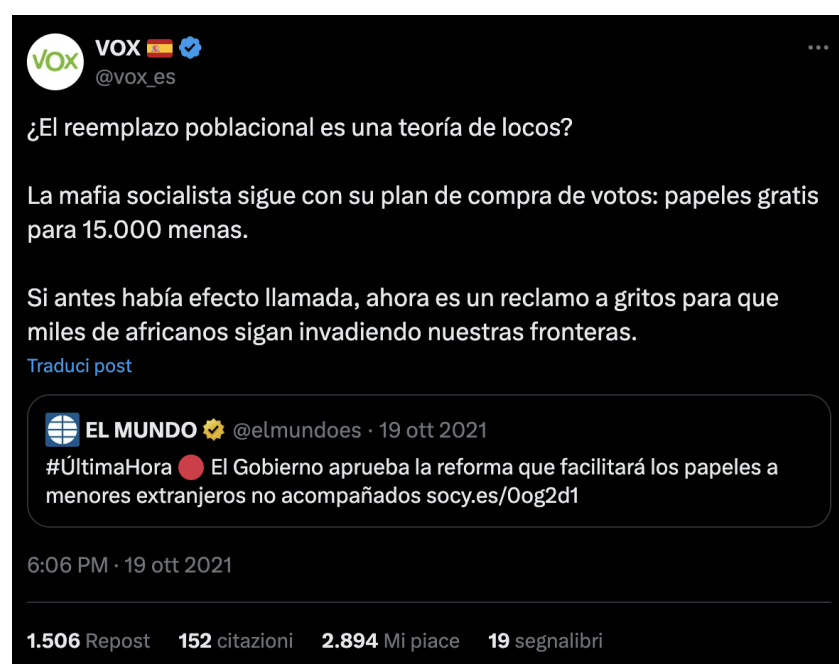 VOX
VOX 🇪🇸
@vox_es
¿El reemplazo poblacional es una teoría de locos?
La mafia socialista sigue con su plan de compra de votos: papeles gratis
para 15.000 menas.
Si antes había efecto llamada, ahora es un reclamo a gritos para que
miles de africanos sigan invadiendo nuestras fronteras.
Traduci post
EL MUNDO @elmundoes · 19 ott 2021
#ÚltimaHora 🔴 El Gobierno aprueba la reforma que facilitará los papeles a
menores extranjeros no acompañados socy.es/0og2d1
6:06 PM · 19 ott 2021
1.506 Repost 152 citazioni 2.894 Mi piace 19 segnalibri